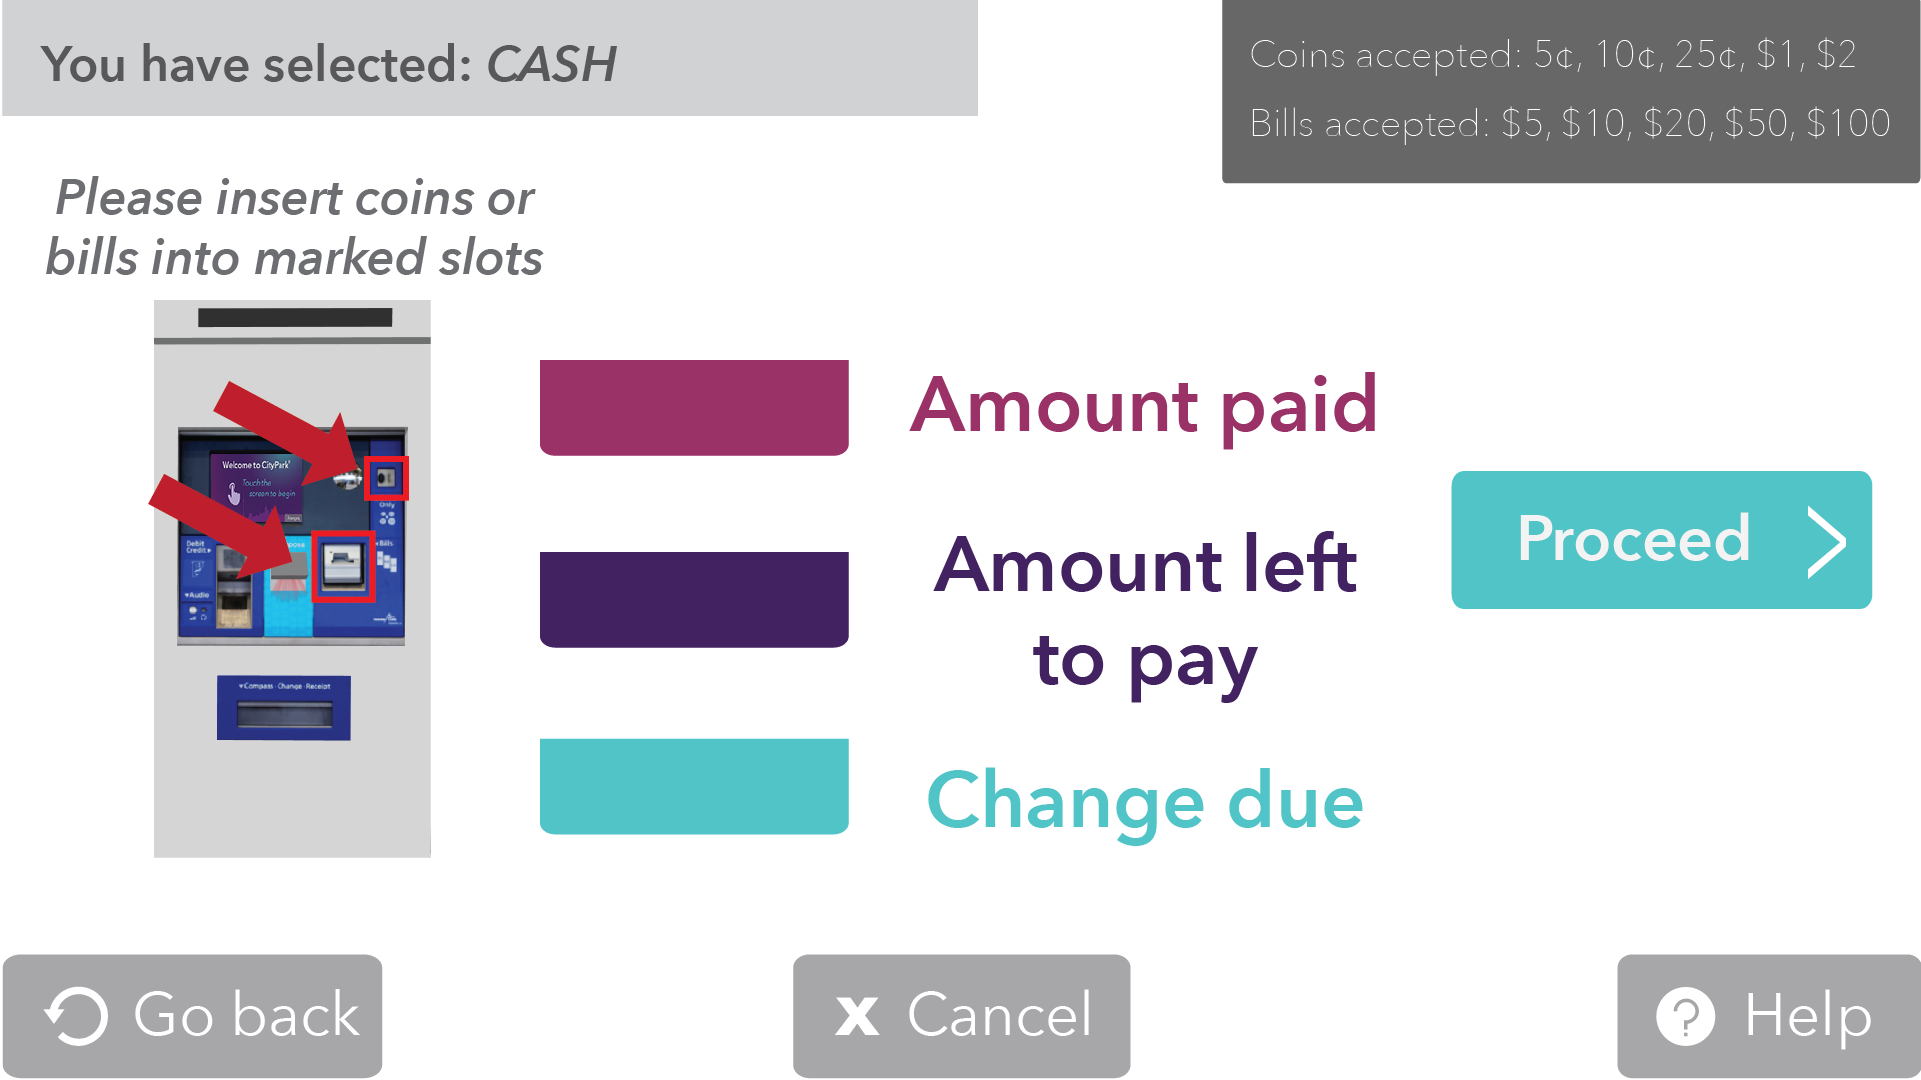 You have selected: CASH
Coins accepted: 5¢, 10¢, 25¢, $1, $2
Bills accepted: $5, $10, $20, $50, $100
Please insert coins or
bills into marked slots
Welcome to CityPark
Touch the
screen to begin
Only
Debit
Credit
Bills
Audio
Compass · Change · Receipt
Amount paid
Amount left
to pay
Change due
Proceed
Go back
x Cancel
? Help